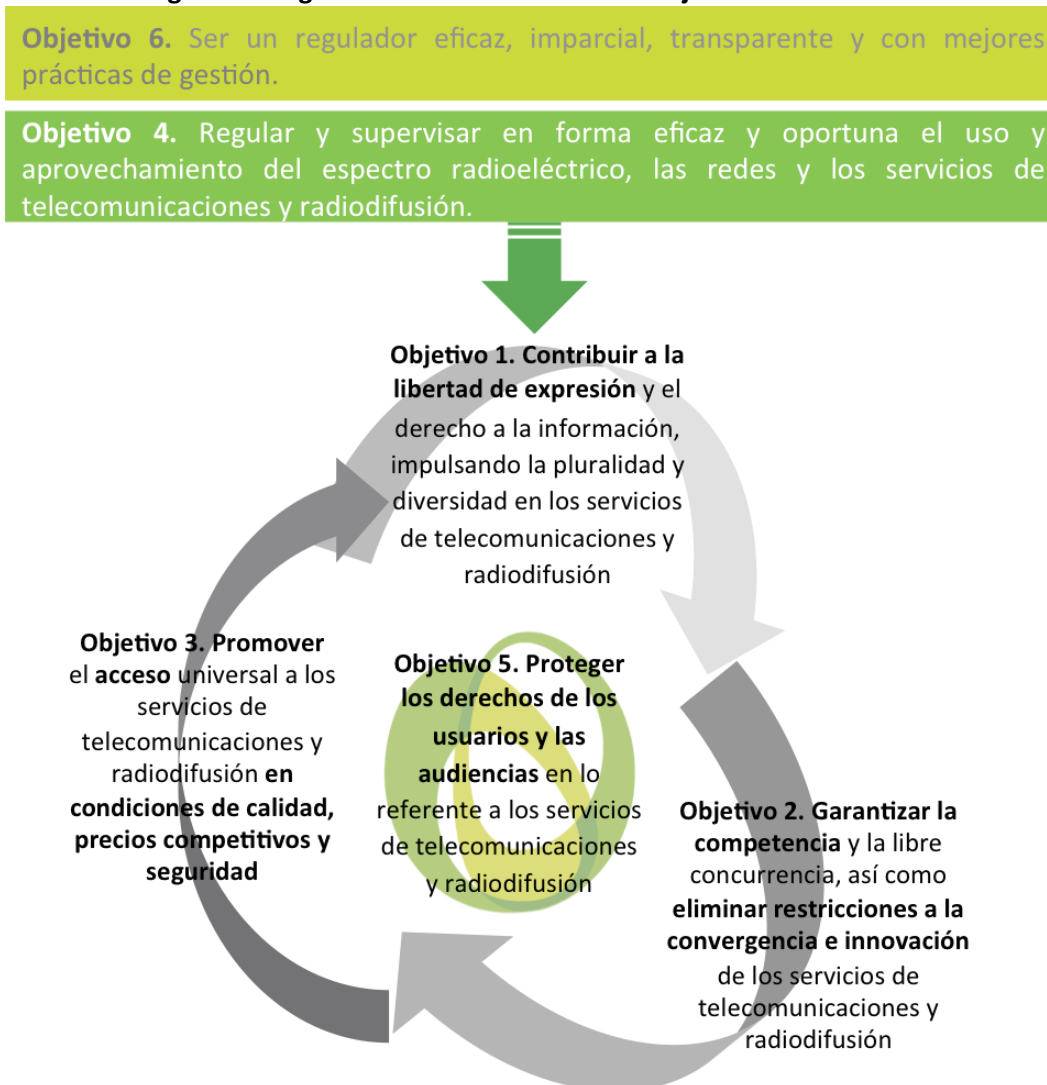 Objetivo 6. Ser un regulador eficaz, imparcial, transparente y con mejores
prácticas de gestión.
Objetivo 4. Regular y supervisar en forma eficaz y oportuna el uso y
aprovechamiento del espectro radioeléctrico, las redes y los servicios de
telecomunicaciones y radiodifusión.
Objetivo 1. Contribuir a la
libertad de expresión y el
derecho a la información,
impulsando la pluralidad y
diversidad en los servicios
de telecomunicaciones y
radiodifusión
Objetivo 3. Promover
el acceso universal a los
servicios de
telecomunicaciones y
radiodifusión en
condiciones de calidad,
precios competitivos y
seguridad
Objetivo 5. Proteger
los derechos de los
usuarios y las
audiencias en lo
referente a los servicios
de telecomunicaciones
y radiodifusión
Objetivo 2. Garantizar la
competencia y la libre
concurrencia, así como
eliminar restricciones a la
convergencia e innovación
de los servicios de
telecomunicaciones y
radiodifusión